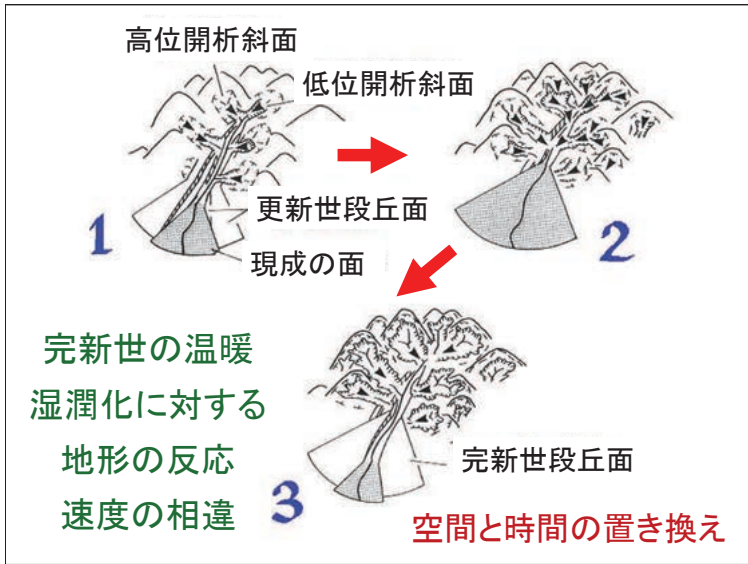 高位開析斜面
低位開析斜面
更新世段丘面
1
2
現成の面
完新世の温暖
湿潤化に対する
地形の反応
速度の相違
完新世段丘面
3
空間と時間の置き換え